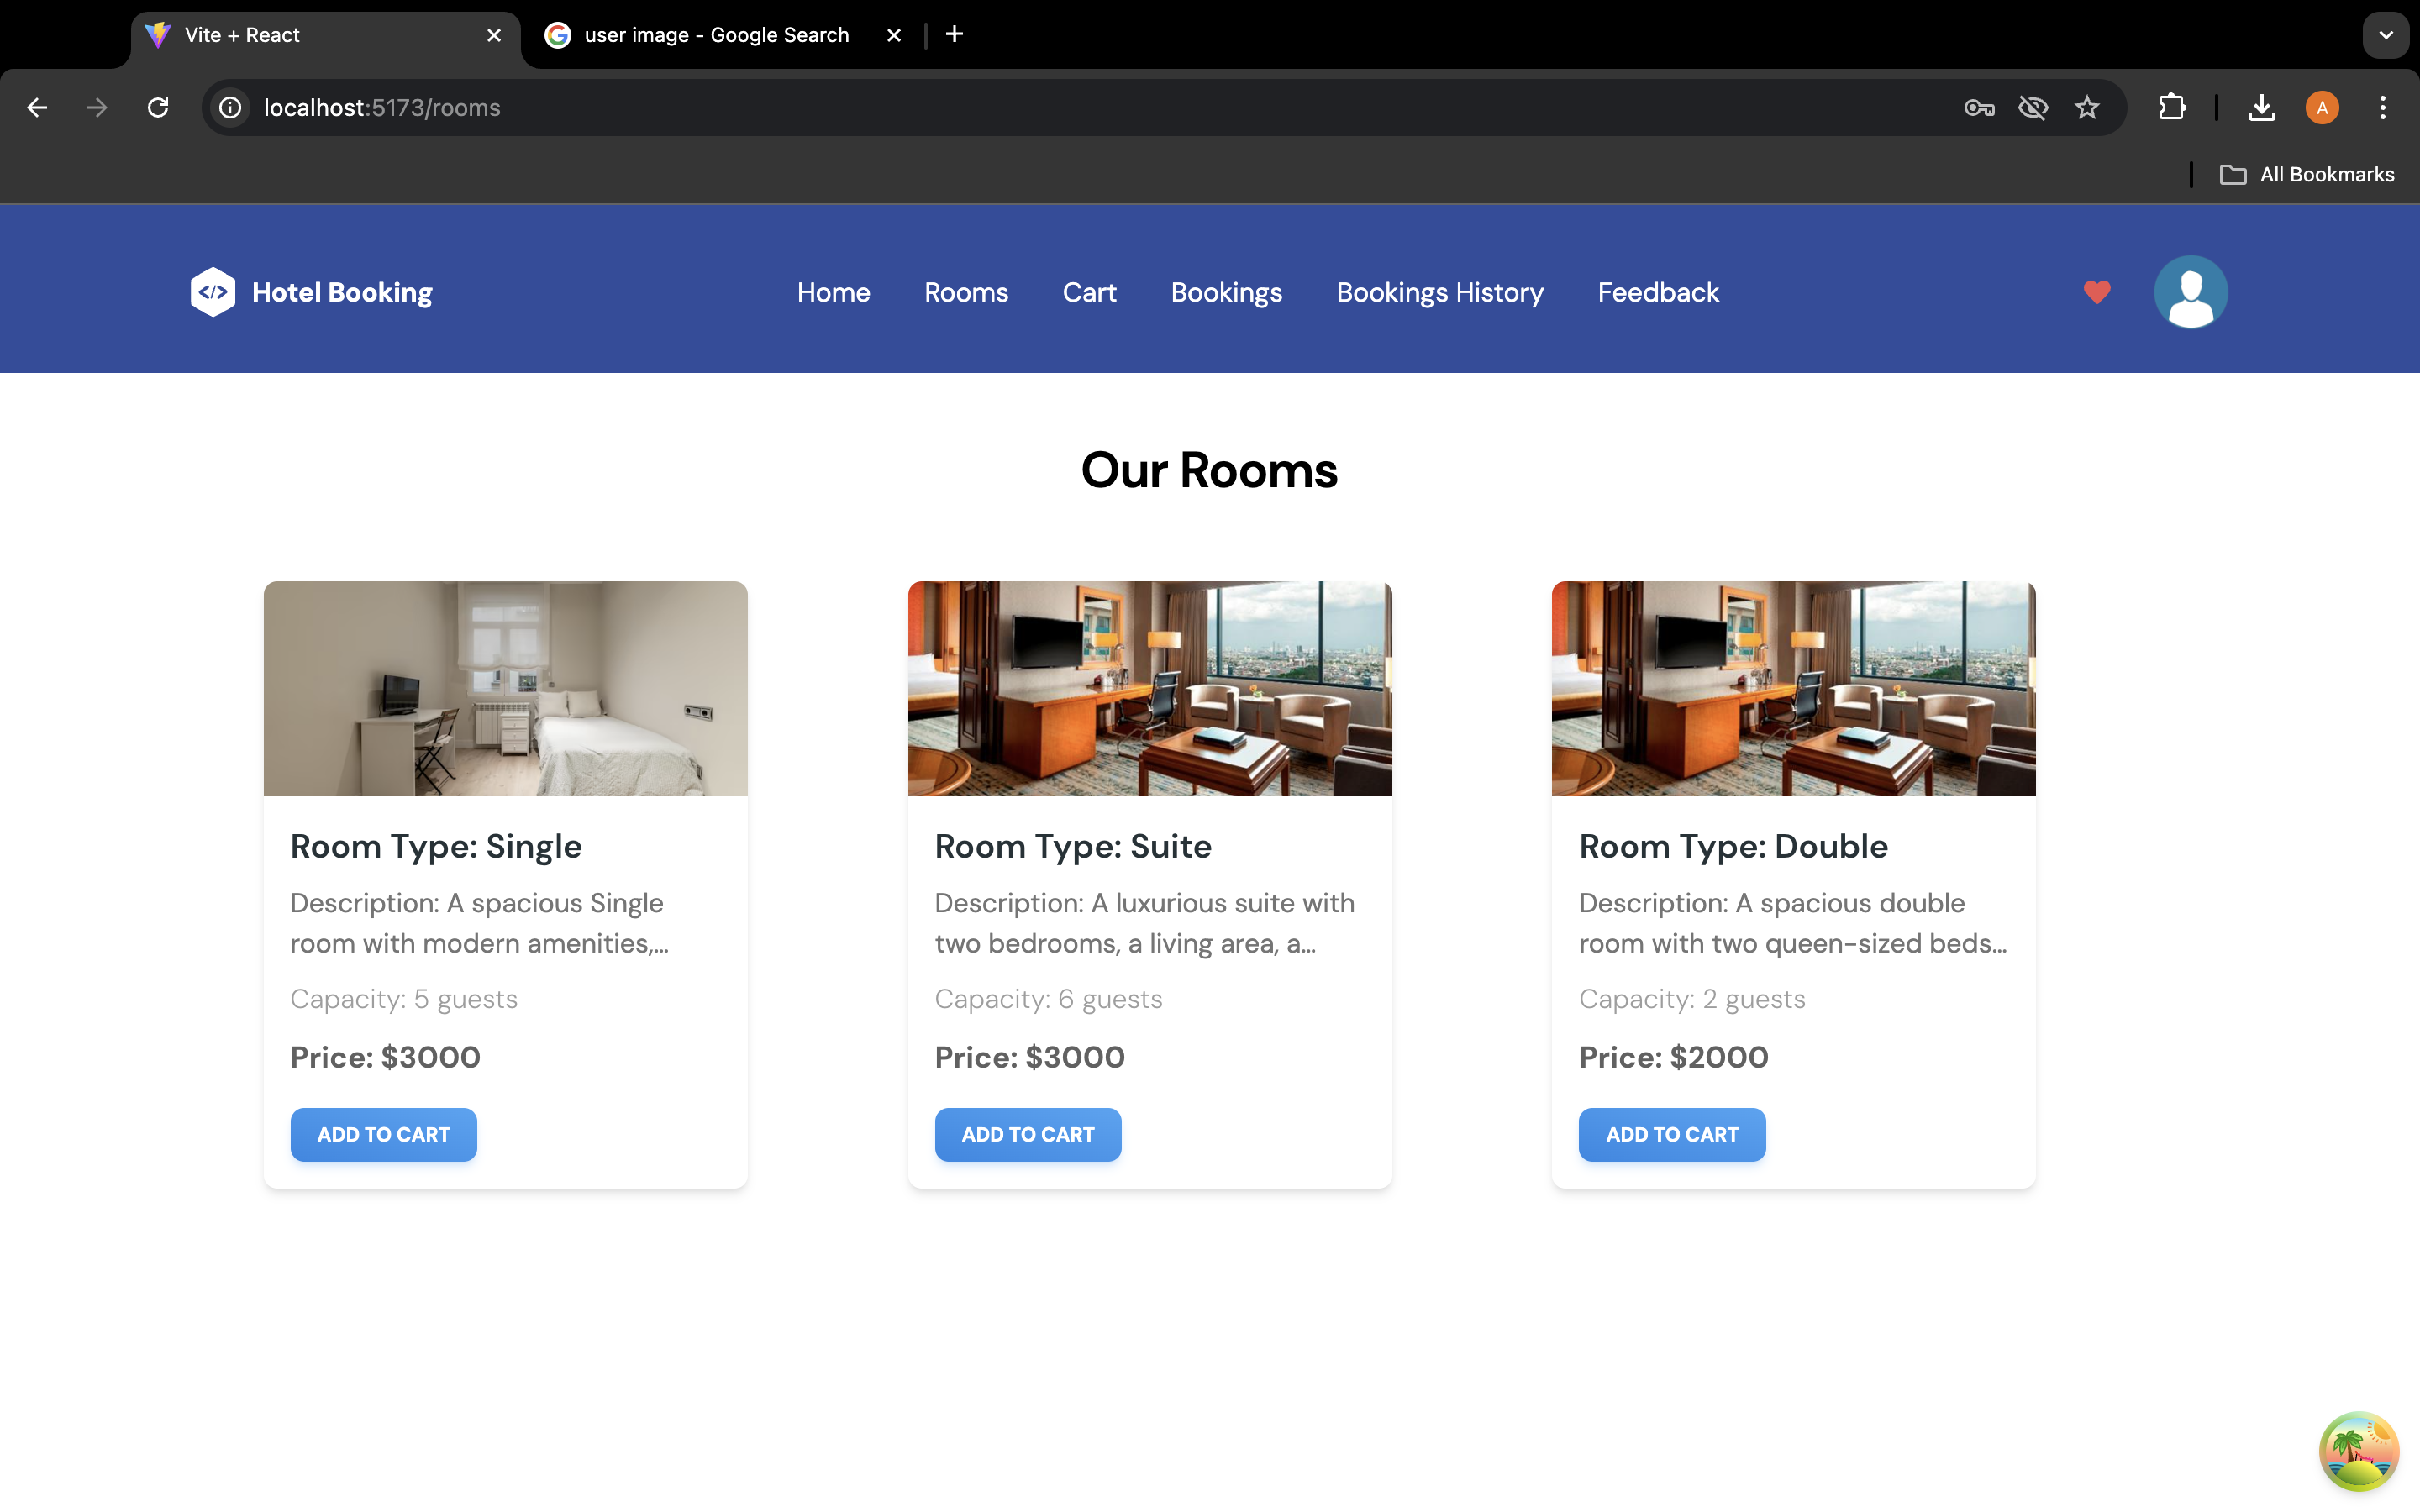 Vite + React
user image - Google Search
localhost:5173/rooms
A
All Bookmarks
</> Hotel Booking
Home Rooms Cart Bookings Bookings History Feedback
Our Rooms
Room Type: Single
Description: A spacious Single
room with modern amenities,...
Capacity: 5 guests
Price: $3000
ADD TO CART
Room Type: Suite
Description: A luxurious suite with
two bedrooms, a living area, a...
Capacity: 6 guests
Price: $3000
ADD TO CART
Room Type: Double
Description: A spacious double
room with two queen-sized beds...
Capacity: 2 guests
Price: $2000
ADD TO CART